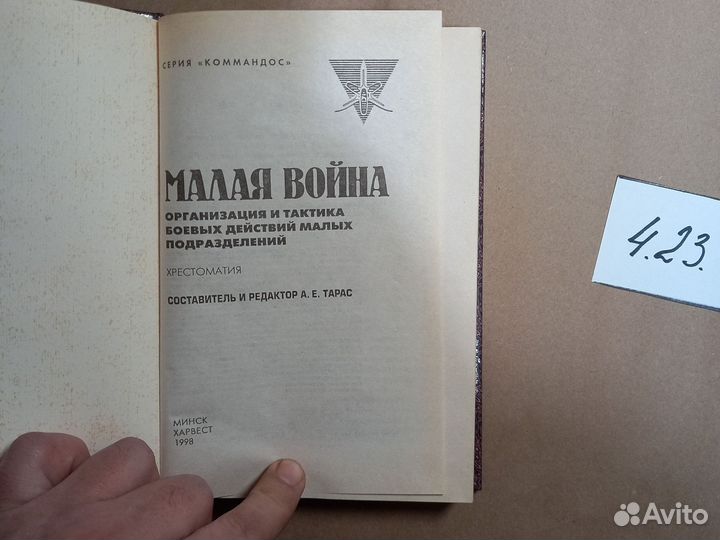 СЕРИЯ «КОММАНДОС»
МАЛАЯ ВОЙНА
ОРГАНИЗАЦИЯ И ТАКТИКА
БОЕВЫХ ДЕЙСТВИЙ МАЛЫХ
ПОДРАЗДЕЛЕНИЙ
ХРЕСТОМАТИЯ
СОСТАВИТЕЛЬ И РЕДАКТОР А. Е. ТАРАС
МИНСК
ХАРВЕСТ
1998
4.23.
Avito